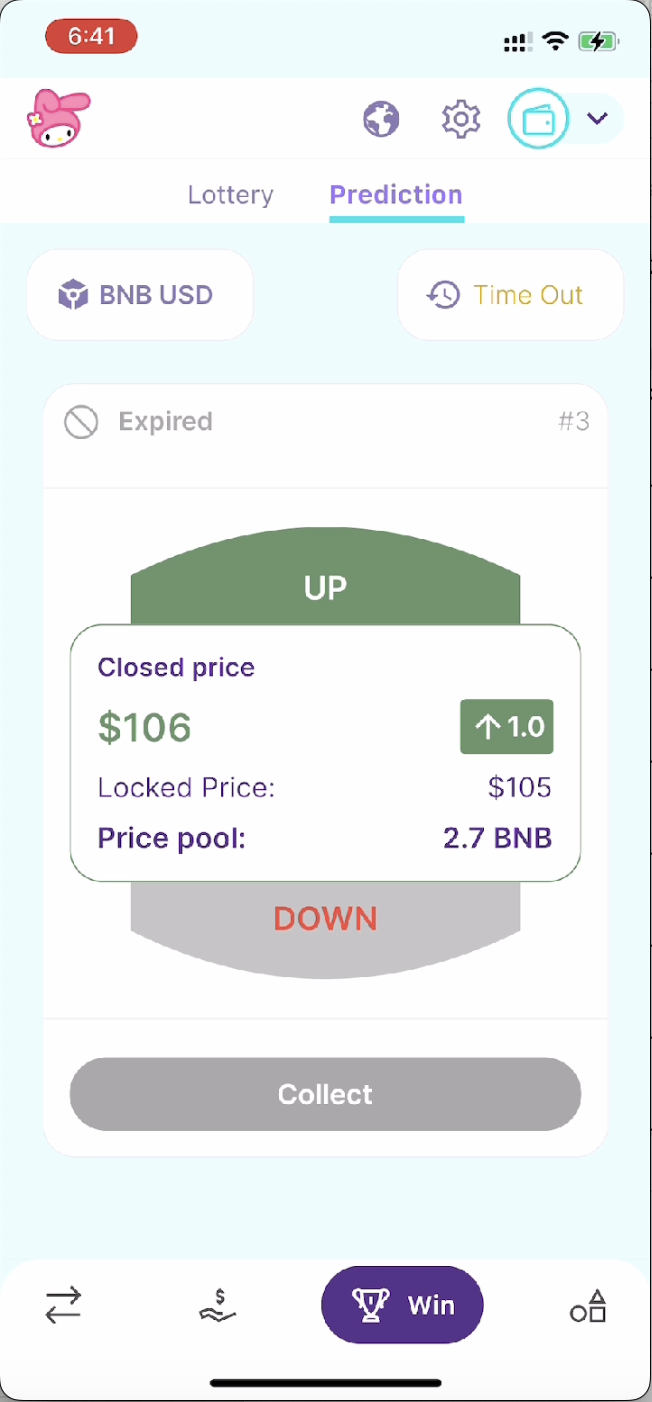 6:41
Lottery Prediction
BNB USD Time Out
Expired #3
UP
Closed price
$106 ↑1.0
Locked Price: $105
Price pool: 2.7 BNB
DOWN
Collect
Win